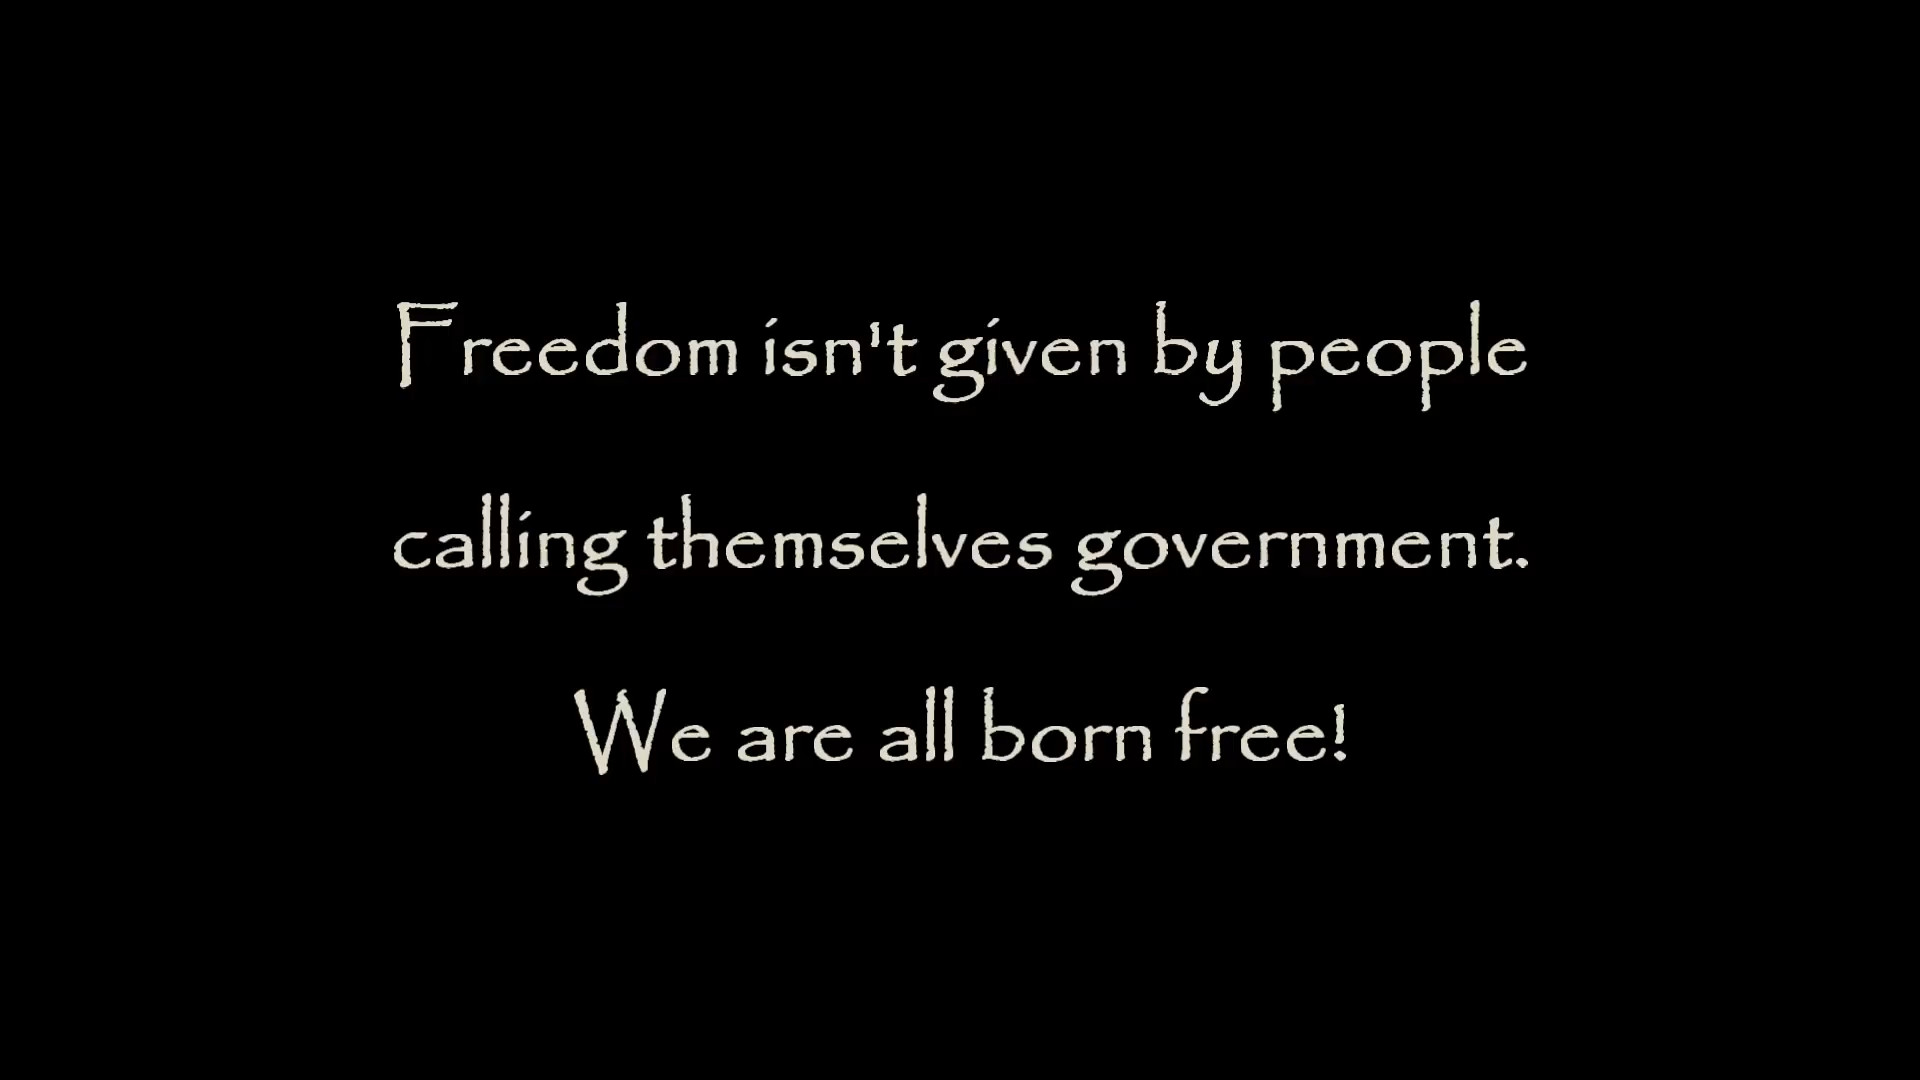 Freedom isn't given by people
calling themselves government.
We are all born free!